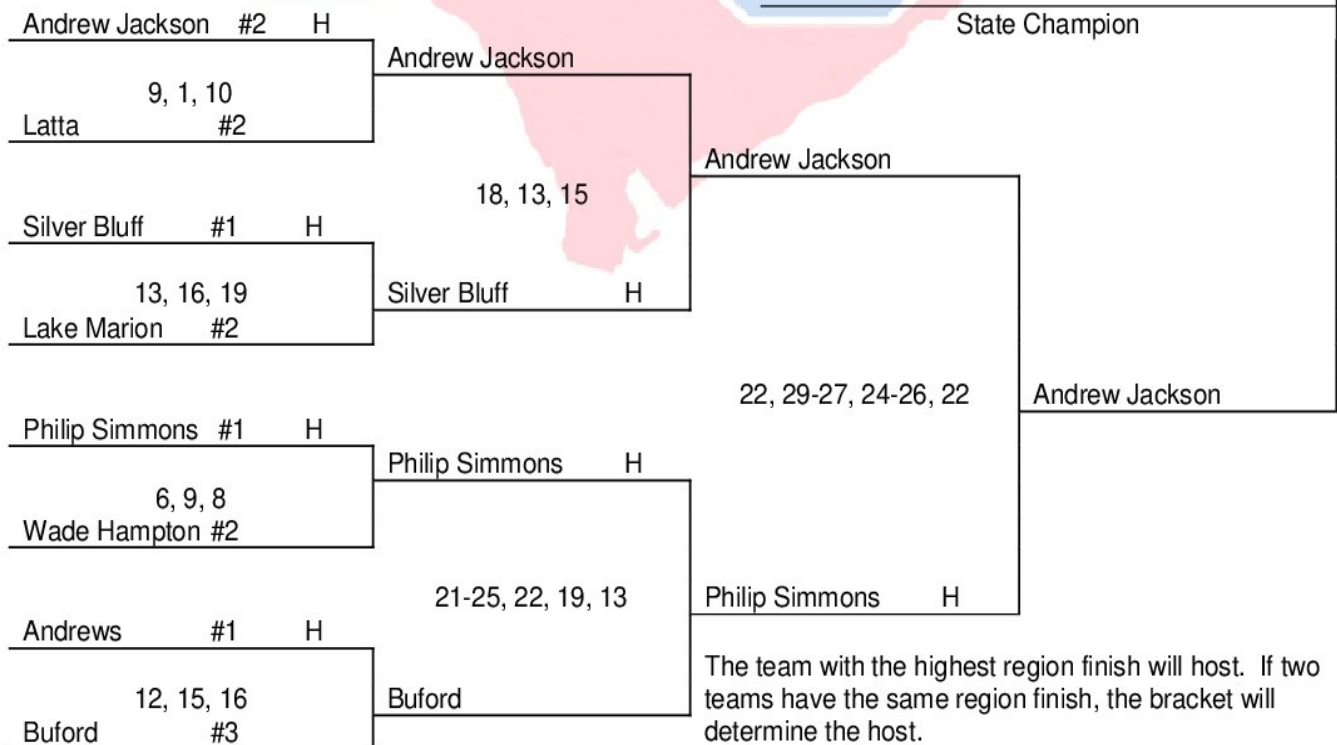 State Champion
Andrew Jackson #2 H
9, 1, 10
Latta #2
Silver Bluff #1 H
13, 16, 19
Lake Marion #2
Philip Simmons #1 H
6, 9, 8
Wade Hampton #2
Andrews #1 H
12, 15, 16
Buford #3
Andrew Jackson
18, 13, 15
Silver Bluff H
Philip Simmons H
21-25, 22, 19, 13
Buford
Andrew Jackson
22, 29-27, 24-26, 22
Philip Simmons H
Andrew Jackson
The team with the highest region finish will host. If two
teams have the same region finish, the bracket will
determine the host.